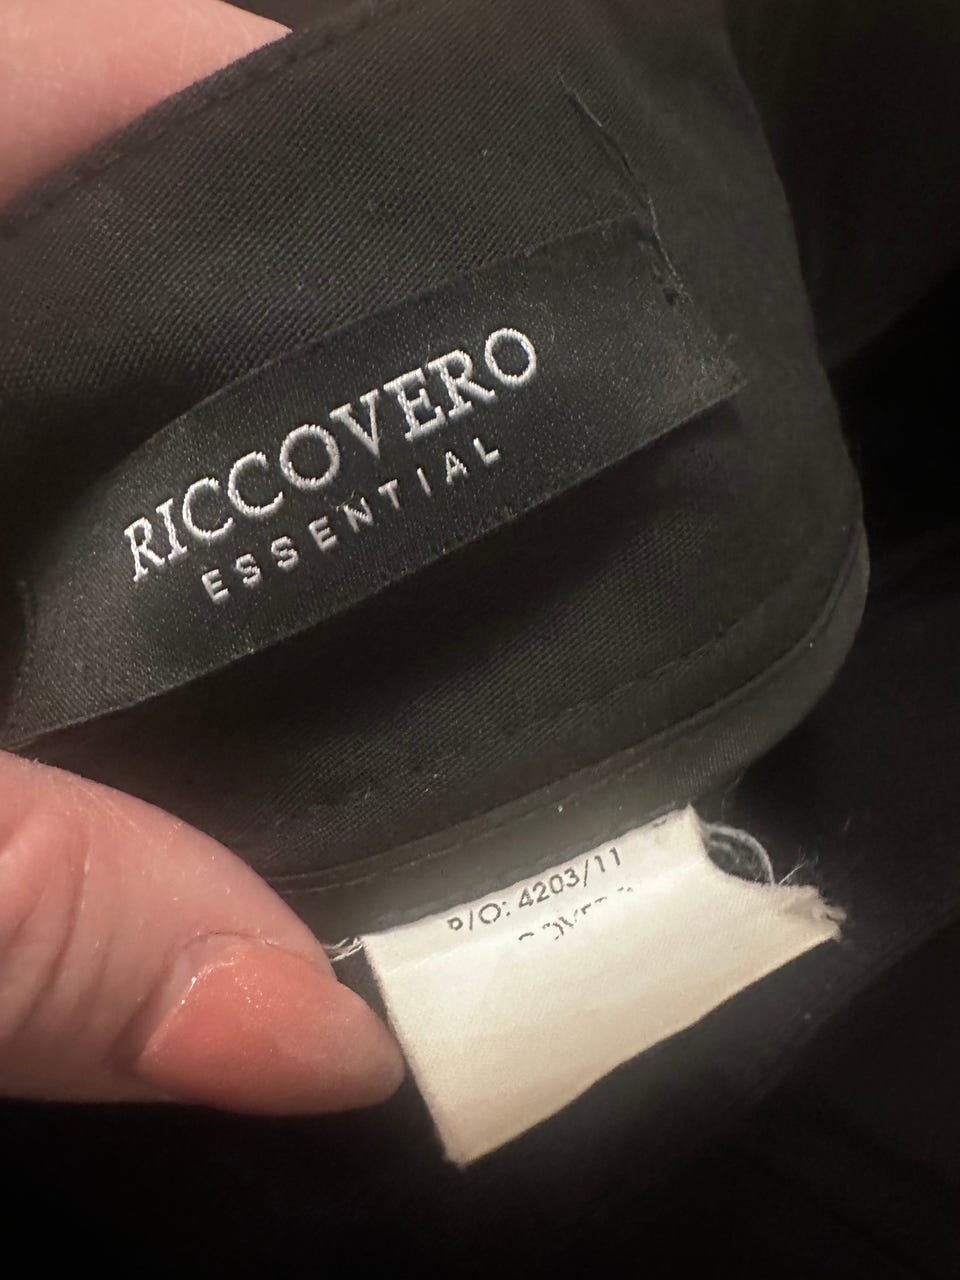 RICCOVERO
ESSENTIAL
P/O: 4203/11